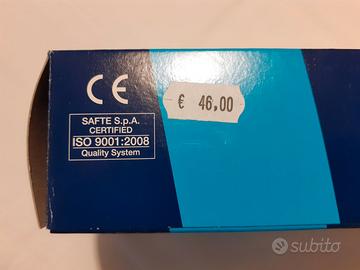 CE
€ 46,00
SAFTE S.p.A.
CERTIFIED
ISO 9001:2008
Quality System
subito